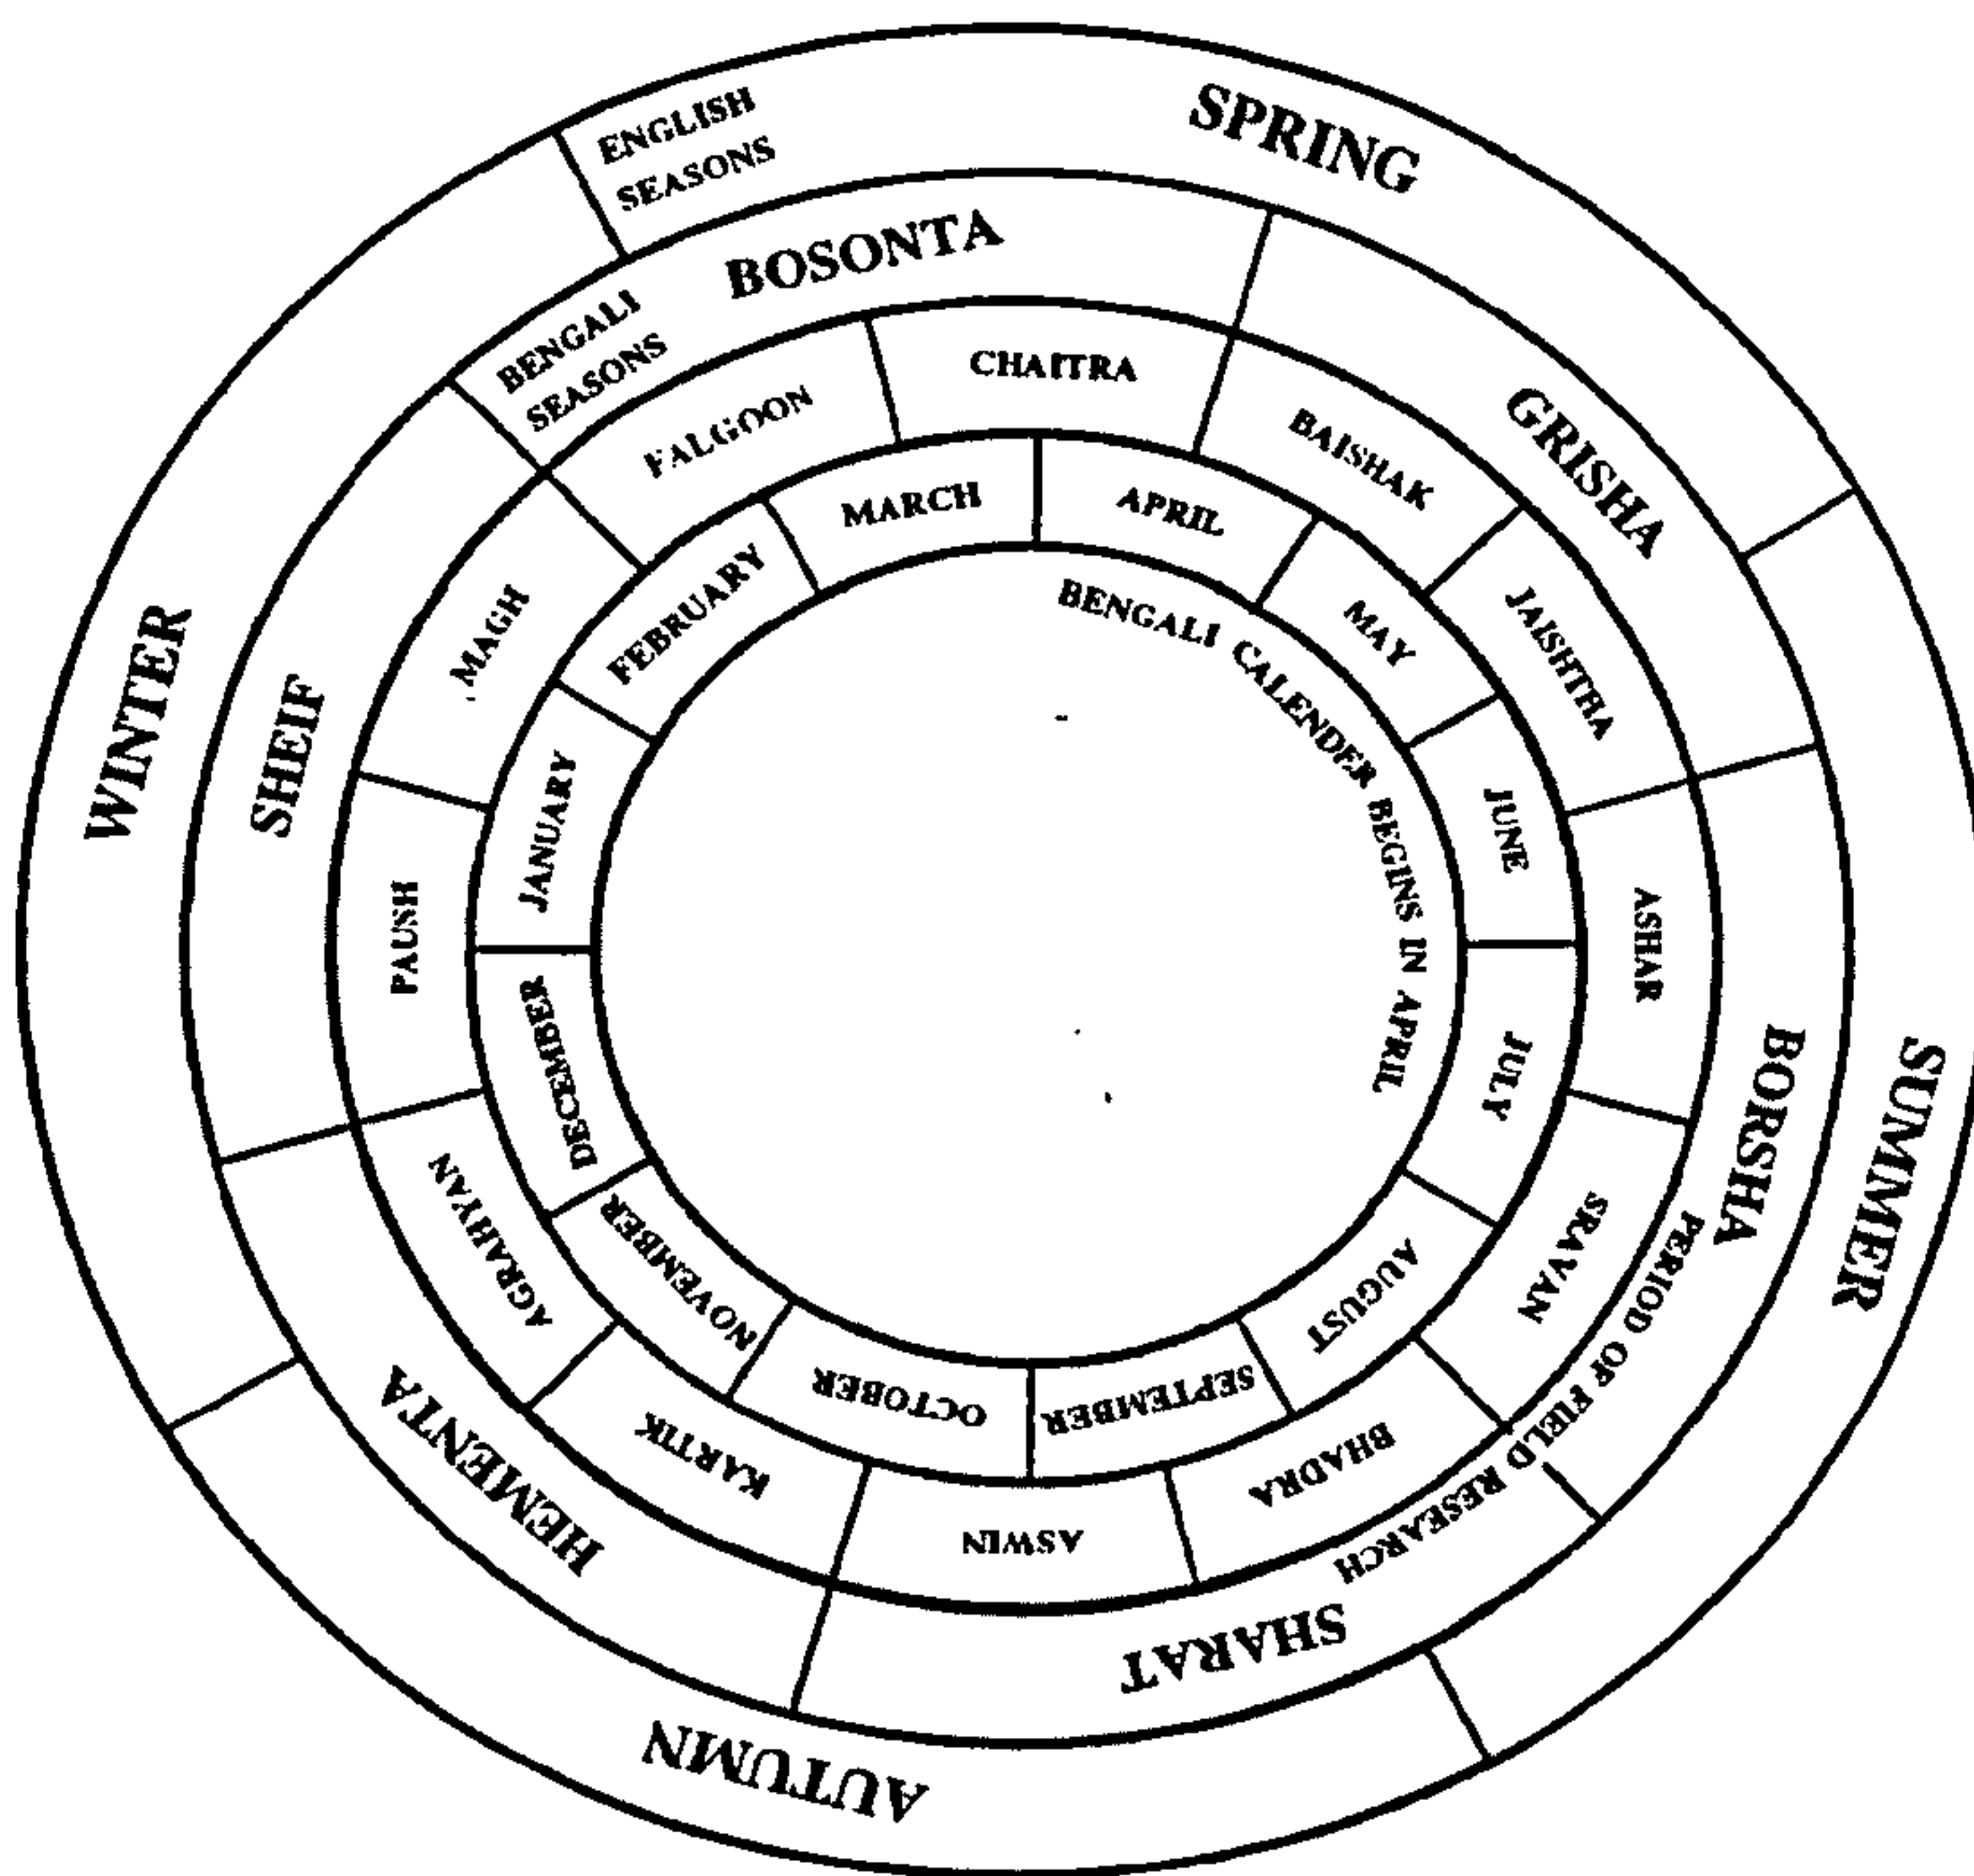 ENGLISH
SEASONS
SPRING
SUMMER
AUTUMN
WINTER
BENGALI
SEASONS
BOSONTA
GRISHA
BORSHA
PERIOD OF FIELD RESEARCH
SHARAT
HEMENTA
SHEIF
FALGOON
CHAITRA
BAISHAK
JAISHTHA
ASHAR
SRAVAN
BHADRA
ASWIN
KARTIK
AGRAHYAN
PAUSH
MAGH
JANUARY
FEBRUARY
MARCH
APRIL
MAY
JUNE
JULY
AUGUST
SEPTEMBER
OCTOBER
NOVEMBER
DECEMBER
BENGALI CALENDER BEGINS IN APRIL